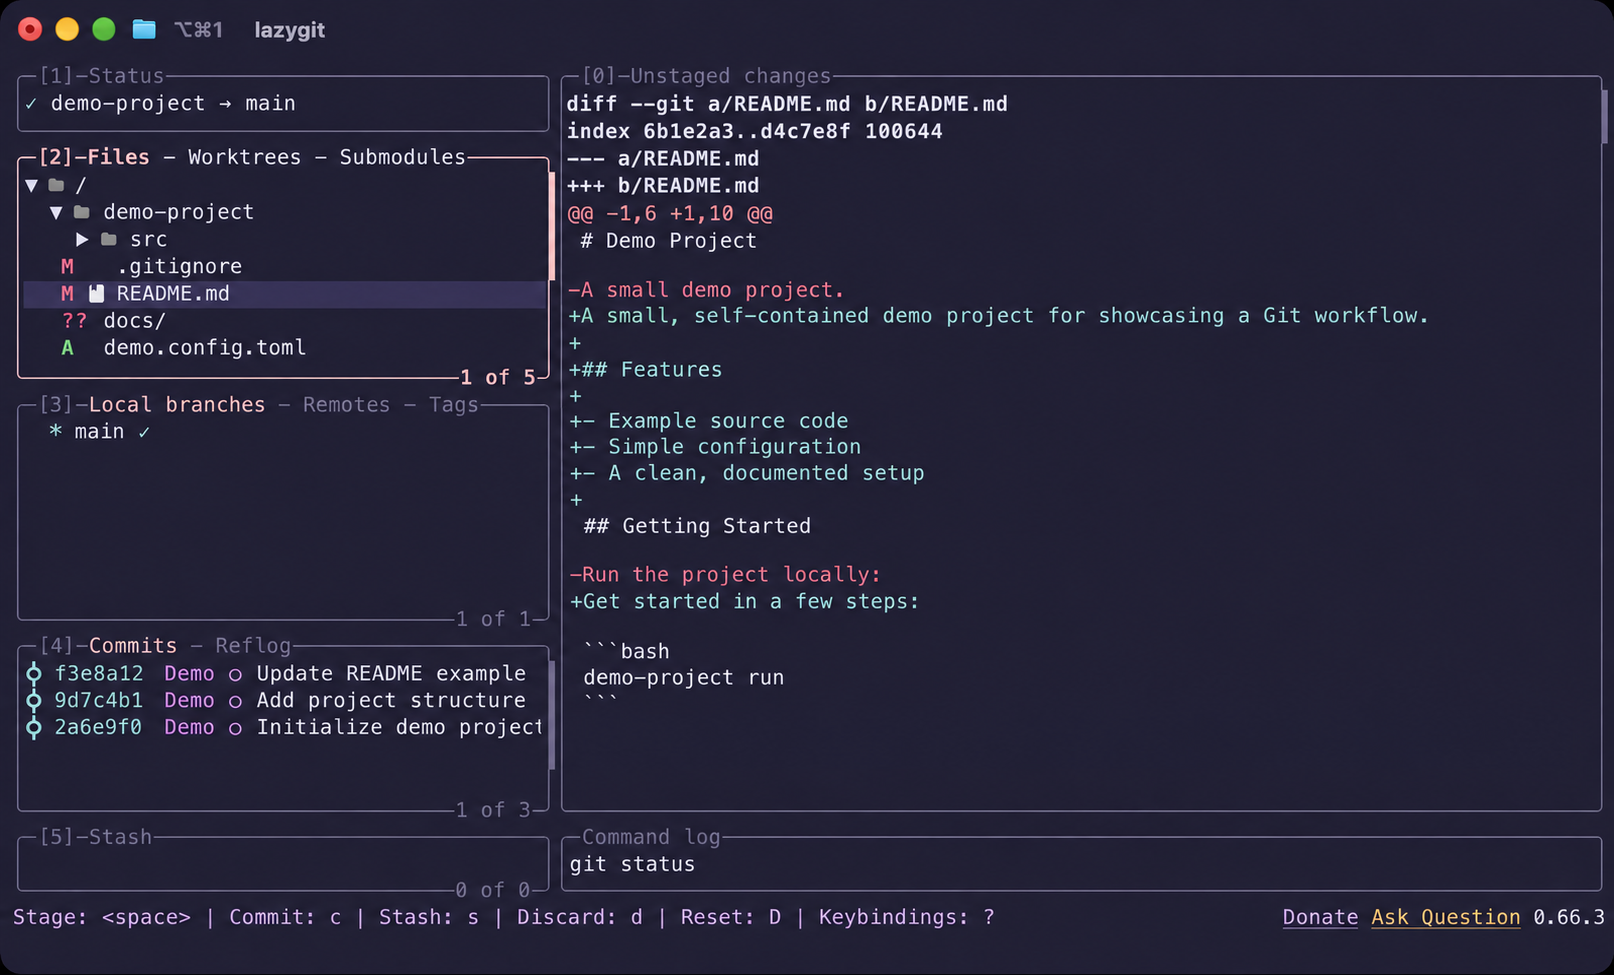 ⌥⌘1 lazygit
[1]─Status
✓ demo-project → main
[2]─Files – Worktrees – Submodules
▼ /
▼ demo-project
▶ src
M .gitignore
M README.md
?? docs/
A demo.config.toml
1 of 5
[3]─Local branches – Remotes – Tags
* main ✓
1 of 1
[4]─Commits – Reflog
f3e8a12 Demo ○ Update README example
9d7c4b1 Demo ○ Add project structure
2a6e9f0 Demo ○ Initialize demo project
1 of 3
[5]─Stash
0 of 0
[0]─Unstaged changes
diff --git a/README.md b/README.md
index 6b1e2a3..d4c7e8f 100644
--- a/README.md
+++ b/README.md
@@ -1,6 +1,10 @@
# Demo Project
-A small demo project.
+A small, self-contained demo project for showcasing a Git workflow.
+
+## Features
+
+- Example source code
+- Simple configuration
+- A clean, documented setup
+
## Getting Started
-Run the project locally:
+Get started in a few steps:
```bash
demo-project run
```
Command log
git status
Stage: <space> | Commit: c | Stash: s | Discard: d | Reset: D | Keybindings: ?
Donate Ask Question 0.66.3